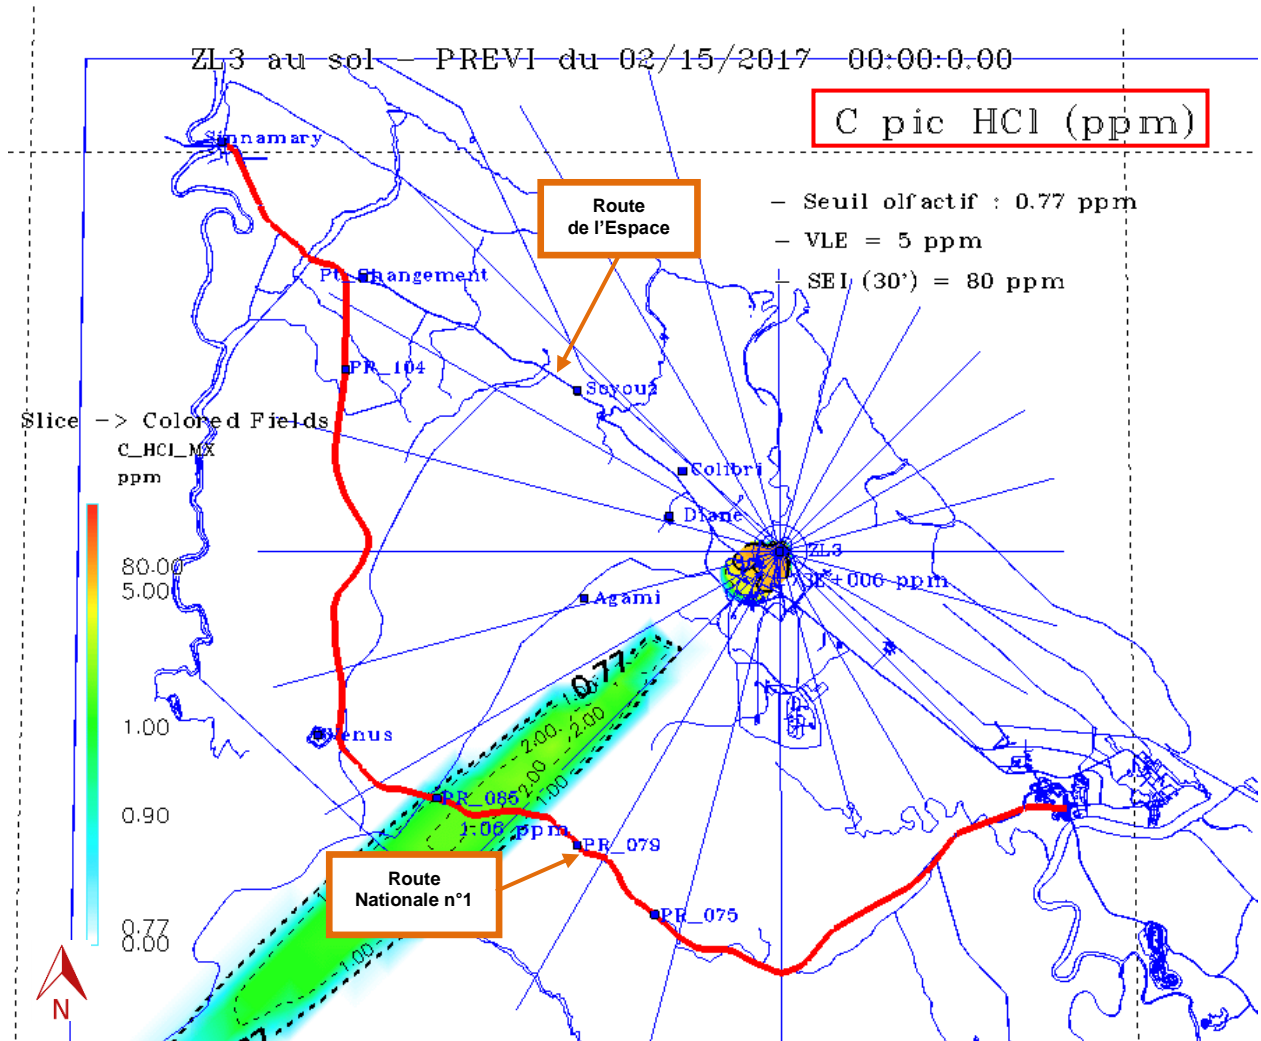 ZL3 au sol - PREVI du 02/15/2017 00:00:0.00
C pic HCl (ppm)
Sinnamary
Route
de l'Espace
- Seuil olfactif : 0.77 ppm
- VLE = 5 ppm
- SEI (30') = 80 ppm
Pt_Changement
PR_104
Soyouz
Slice -> Colored Fields
C_HCl_MX
ppm
Colibri
Diane
ZL3
80.00
5.00
Agami
0.77
1.00
2.00
2.00
1.00
Venus
2.00
1.00
0.90
PR_085
1.06 ppm
PR_079
Route
Nationale n°1
PR_075
0.77
0.00
1.00
N